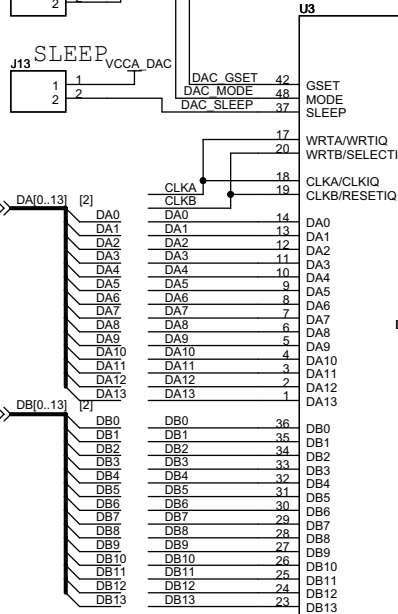 2
U3
SLEEP
J13
VCCA_DAC
1 1
2 2
DAC_GSET 42 GSET
DAC_MODE 48 MODE
DAC_SLEEP 37 SLEEP
17 WRTA/WRTIQ
20 WRTB/SELECTI
CLKA 18 CLKA/CLKIQ
CLKB 19 CLKB/RESETIQ
DA[0..13] [2]
DA0 DA0 14 DA0
DA1 DA1 13 DA1
DA2 DA2 12 DA2
DA3 DA3 11 DA3
DA4 DA4 10 DA4
DA5 DA5 9 DA5
DA6 DA6 8 DA6
DA7 DA7 7 DA7
DA8 DA8 6 DA8
DA9 DA9 5 DA9
DA10 DA10 4 DA10
DA11 DA11 3 DA11
DA12 DA12 2 DA12
DA13 DA13 1 DA13
DB[0..13] [2]
DB0 DB0 36 DB0
DB1 DB1 35 DB1
DB2 DB2 34 DB2
DB3 DB3 33 DB3
DB4 DB4 32 DB4
DB5 DB5 31 DB5
DB6 DB6 30 DB6
DB7 DB7 29 DB7
DB8 DB8 28 DB8
DB9 DB9 27 DB9
DB10 DB10 26 DB10
DB11 DB11 25 DB11
DB12 DB12 24 DB12
DB13 DB13 23 DB13